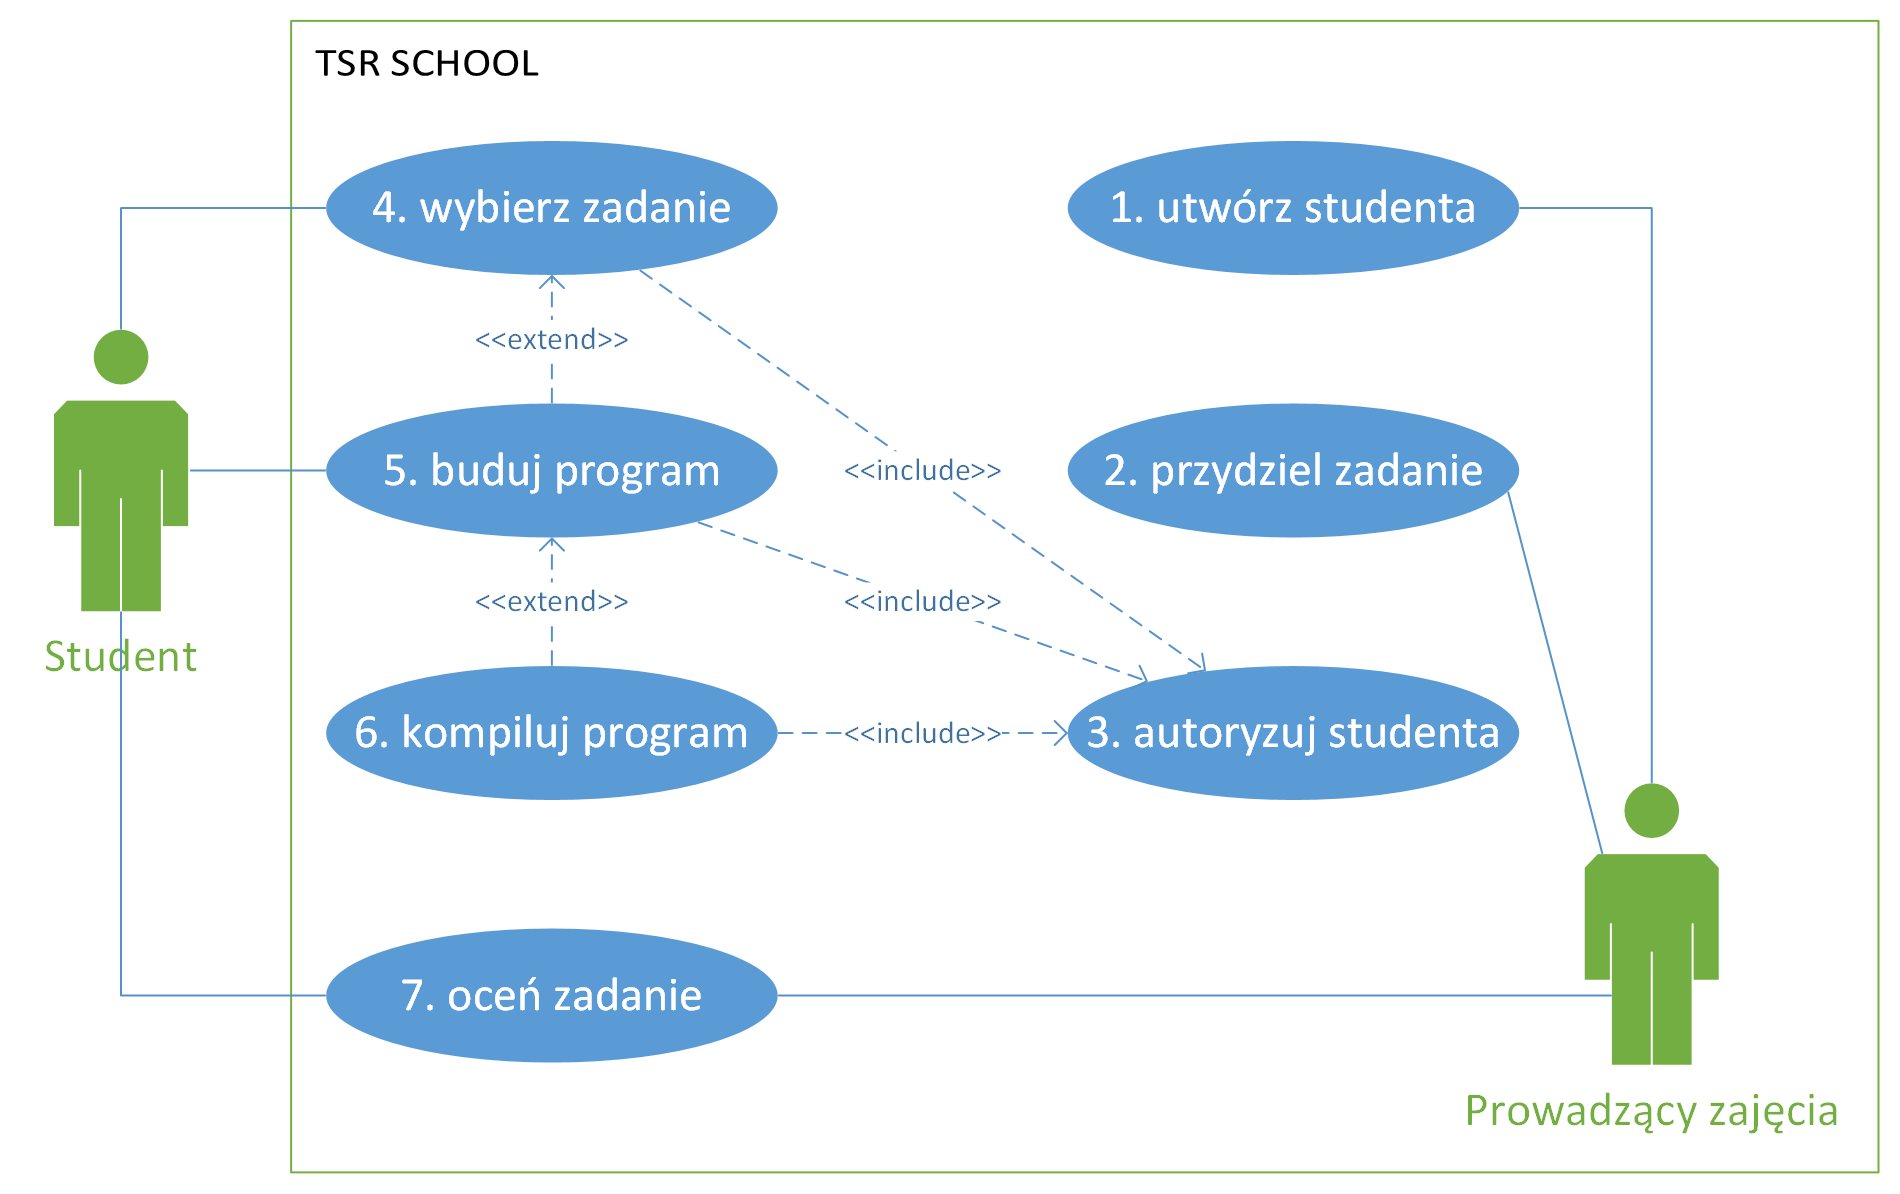 TSR SCHOOL
4. wybierz zadanie
1. utwórz studenta
<<extend>>
5. buduj program
<<include>>
2. przydziel zadanie
<<extend>>
<<include>>
Student
6. kompiluj program
<<include>>
3. autoryzuj studenta
7. oceń zadanie
Prowadzący zajęcia